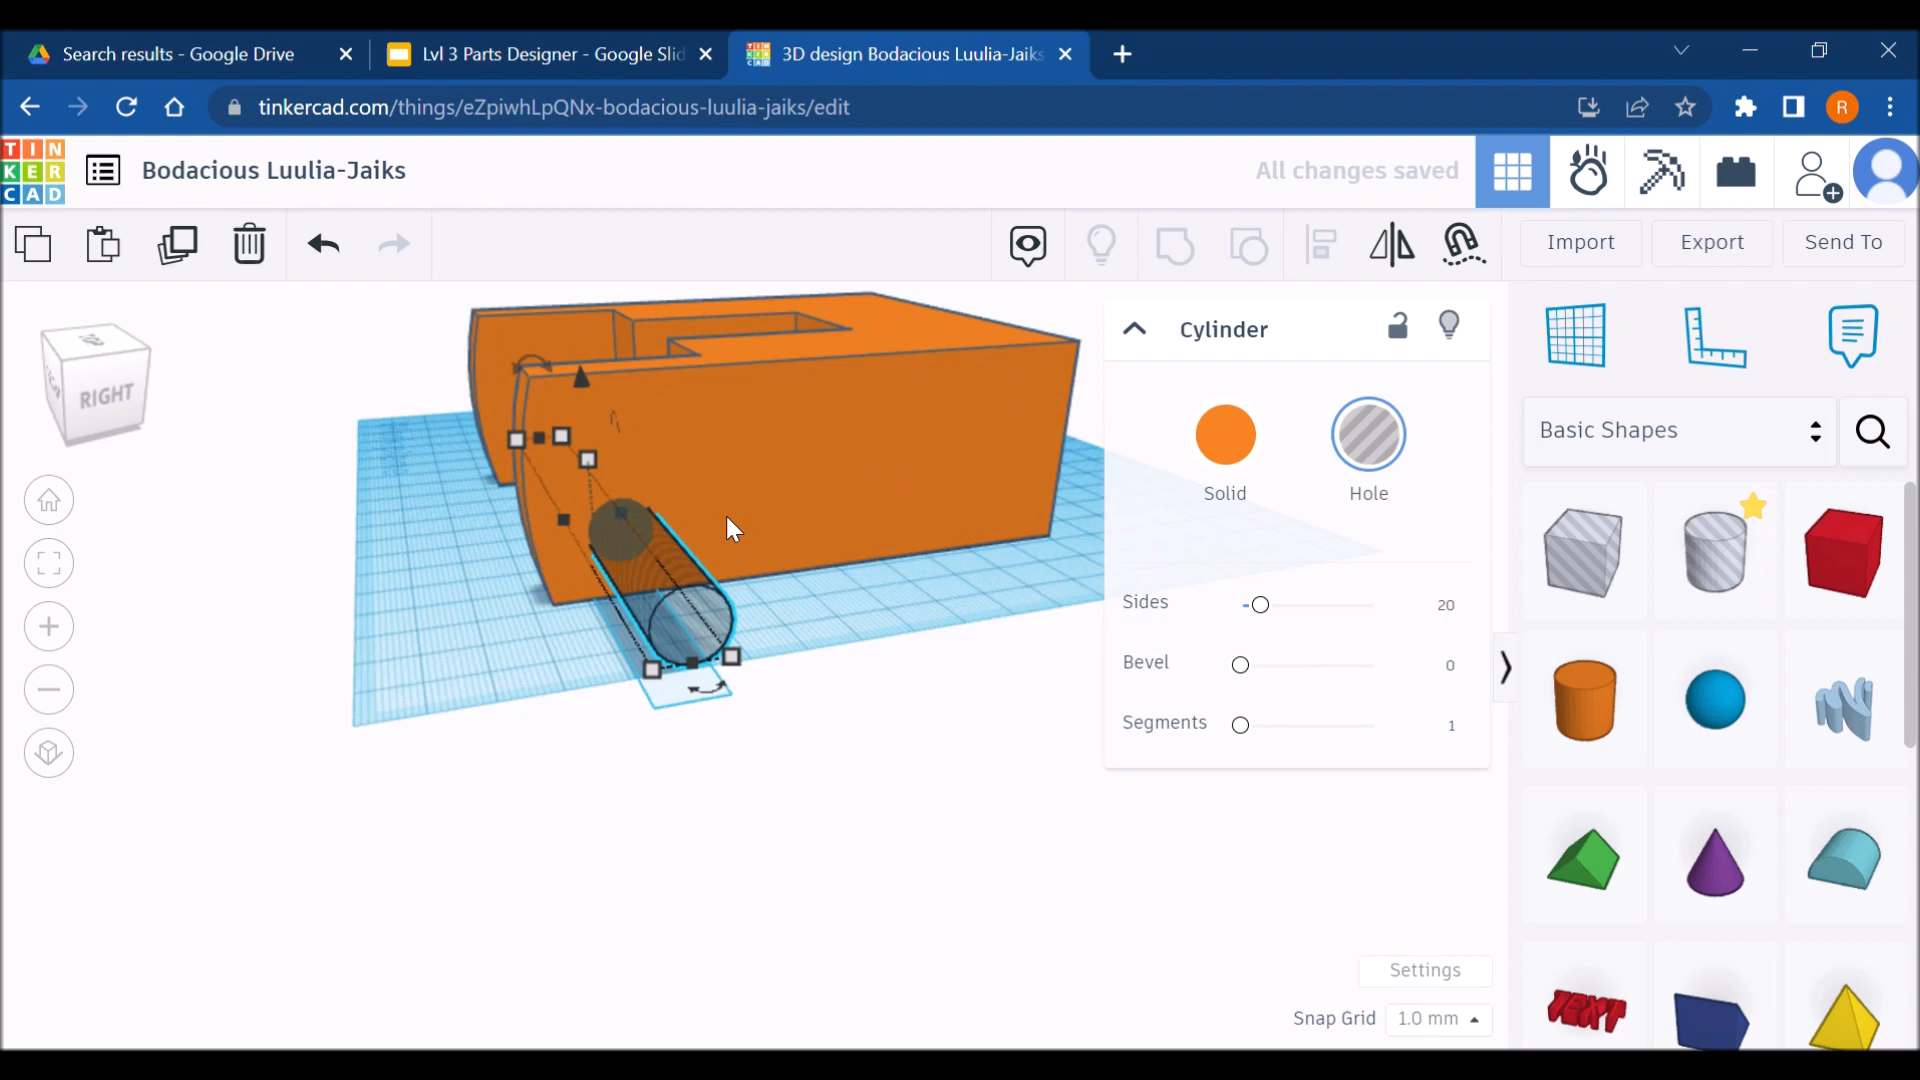 Search results - Google Drive
Lvl 3 Parts Designer - Google Slid
3D design Bodacious Luulia-Jaiks
tinkercad.com/things/eZpiwhLpQNx-bodacious-luulia-jaiks/edit
R
TIN
KER
CAD
Bodacious Luulia-Jaiks
All changes saved
Import
Export
Send To
RIGHT
Cylinder
Solid
Hole
Sides
20
Bevel
0
Segments
1
Basic Shapes
TEXT
Settings
Snap Grid
1.0 mm